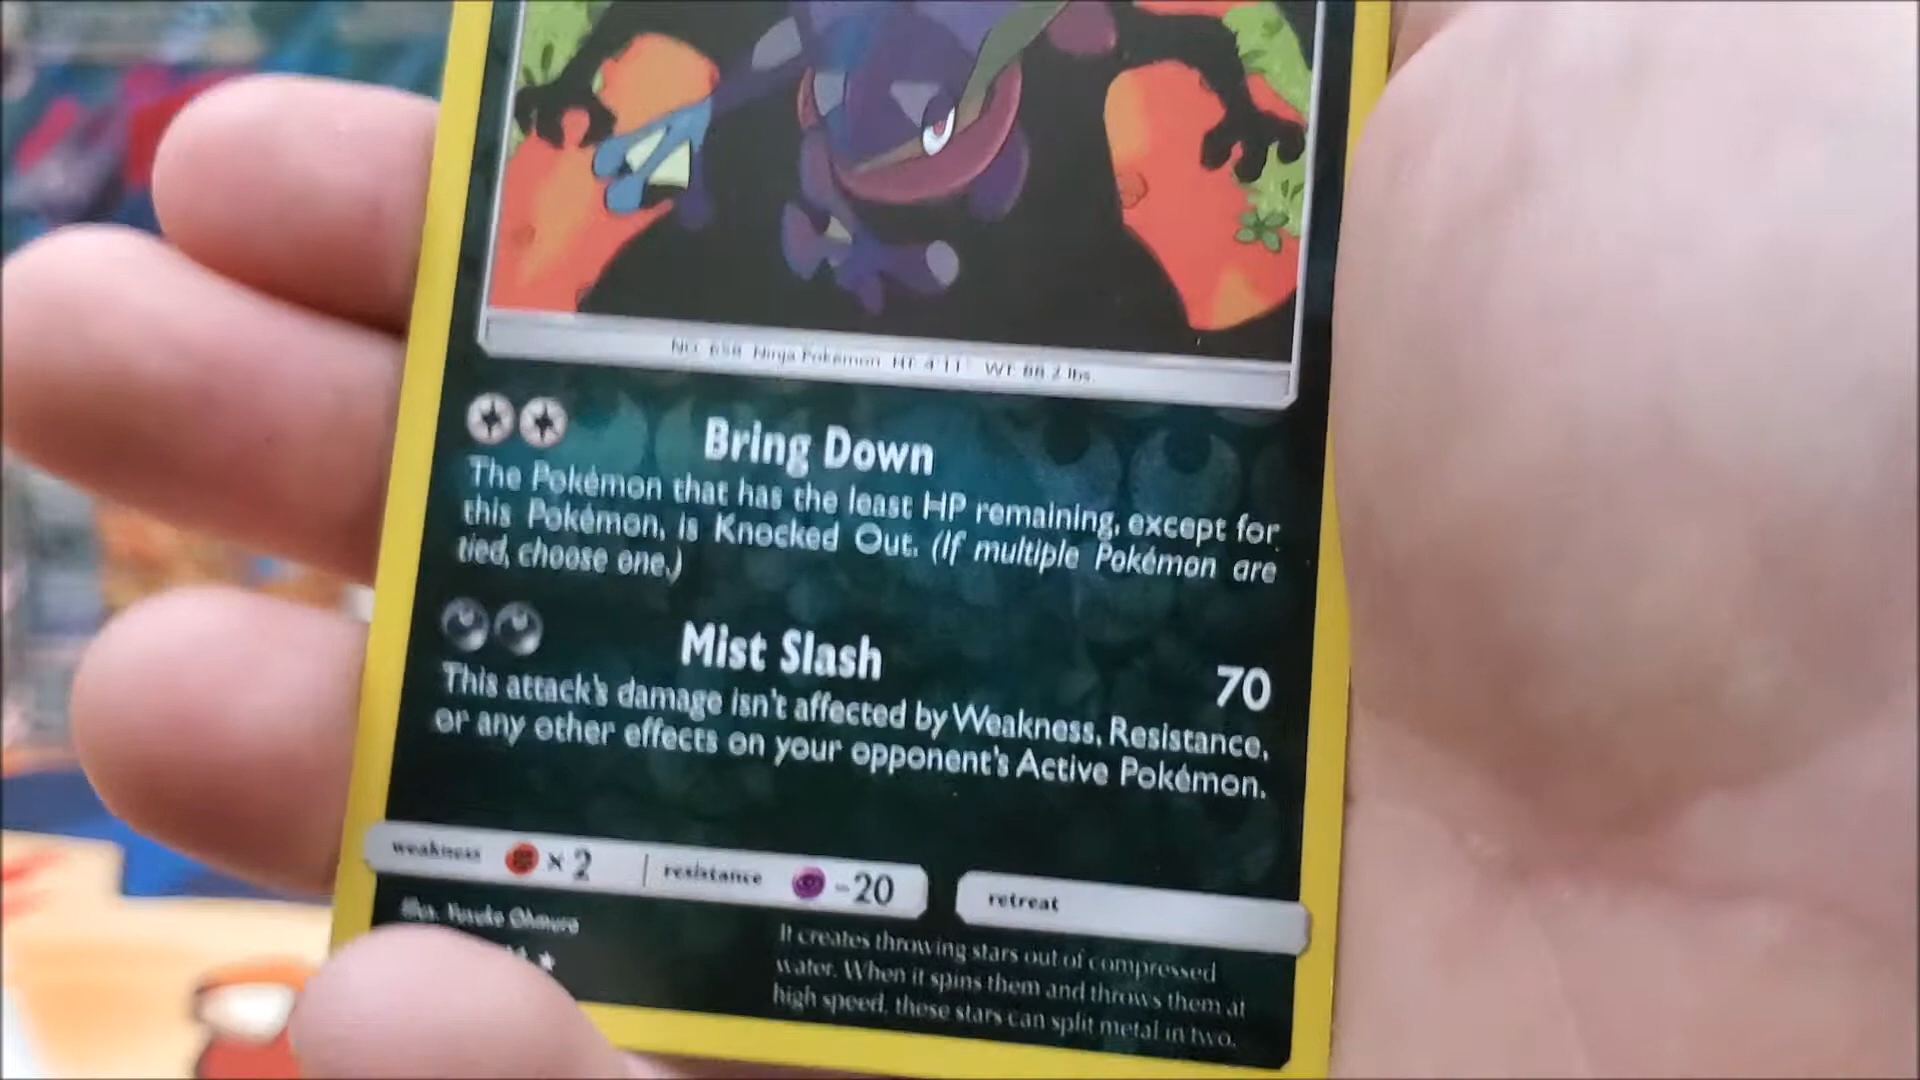 No. 658 Ninja Pokémon HT: 4'11" WT: 88.2 lbs.
Bring Down
The Pokémon that has the least HP remaining, except for
this Pokémon, is Knocked Out. (If multiple Pokémon are
tied, choose one.)
Mist Slash 70
This attack's damage isn't affected by Weakness, Resistance,
or any other effects on your opponent's Active Pokémon.
weakness × 2 resistance -20 retreat
Illus. Yusuke Ohmura
It creates throwing stars out of compressed
water. When it spins them and throws them at
high speed, these stars can split metal in two.